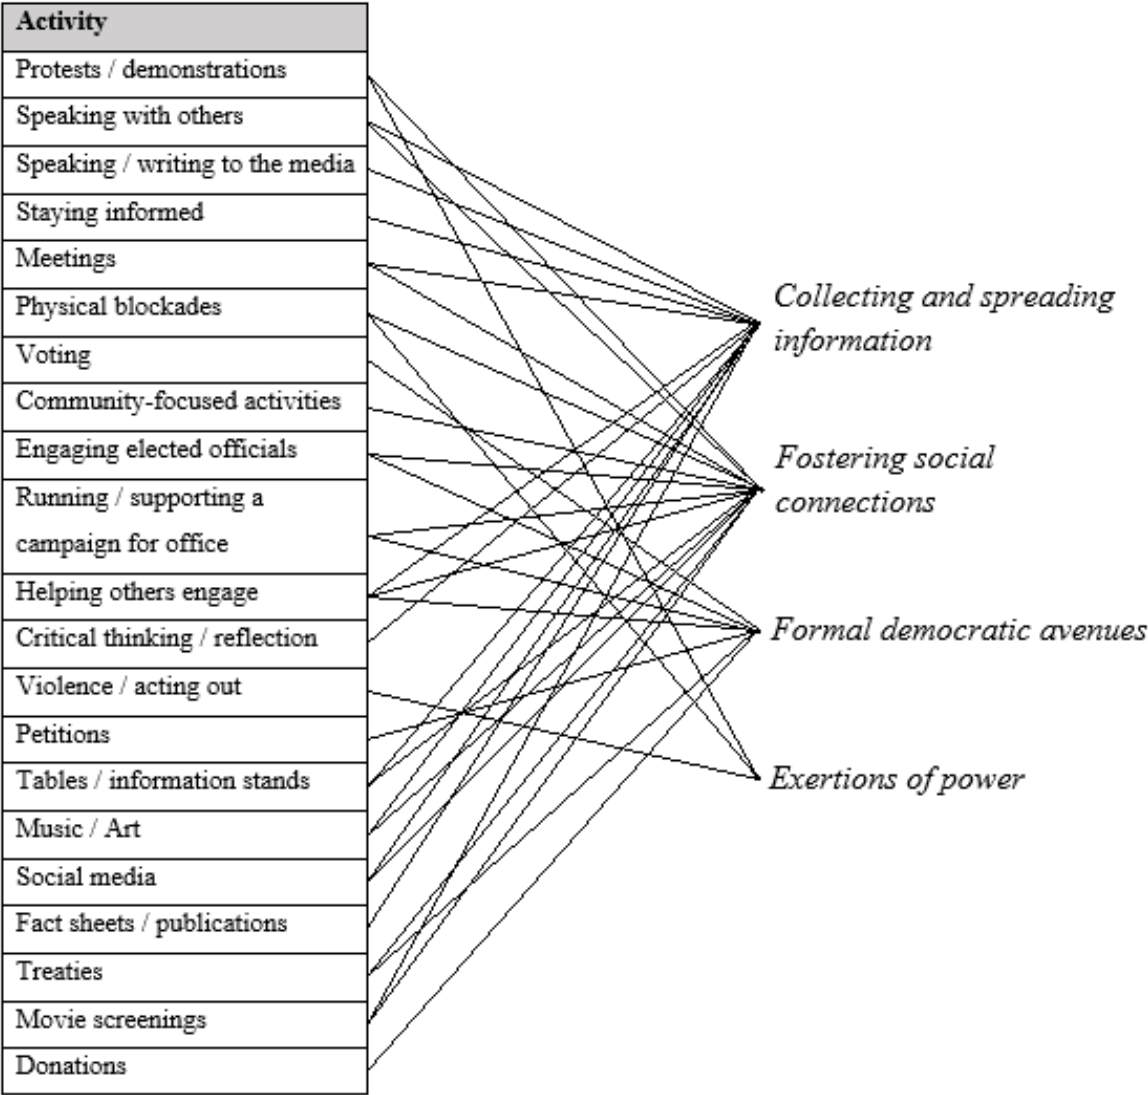 Activity
Protests / demonstrations
Speaking with others
Speaking / writing to the media
Staying informed
Meetings
Physical blockades
Voting
Community-focused activities
Engaging elected officials
Running / supporting a
campaign for office
Helping others engage
Critical thinking / reflection
Violence / acting out
Petitions
Tables / information stands
Music / Art
Social media
Fact sheets / publications
Treaties
Movie screenings
Donations
Collecting and spreading
information
Fostering social
connections
Formal democratic avenues
Exertions of power